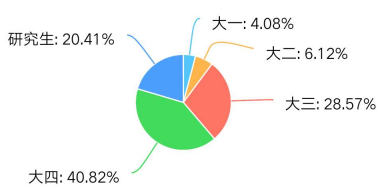 大一: 4.08%
研究生: 20.41%
大二: 6.12%
大三: 28.57%
大四: 40.82%